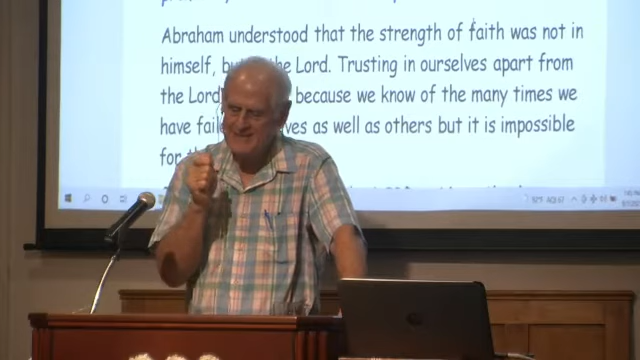 Abraham understood that the strength of faith was not in
himself, but the Lord. Trusting in ourselves apart from
the Lord because we know of the many times we
have fail ves as well as others but it is impossible
for